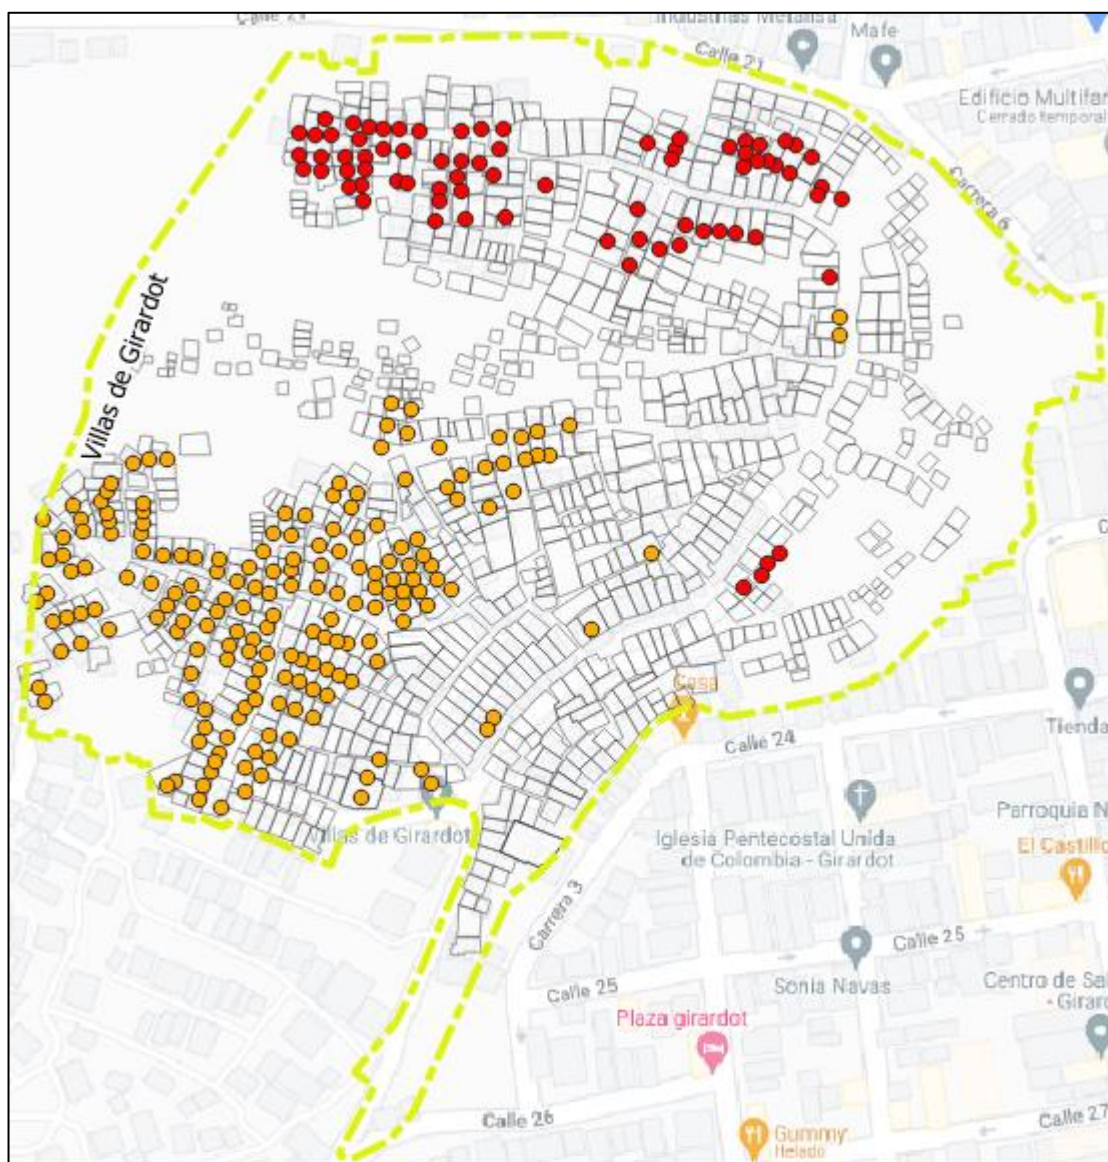 Calle 21
Industrias Metalisa
Mafe
Calle 21
Edificio Multifar
Cerrado temporal
Carrera 6
Villas de Girardot
Casa
Calle 24
Tienda
Villas de Girardot
Iglesia Pentecostal Unida
de Colombia - Girardot
Parroquia N
El Castillo
Carrera 3
Calle 25
Calle 25
Sonia Navas
Centro de Sal
- Girard
Plaza girardot
Calle 26
Calle 27
Gummy
Helado